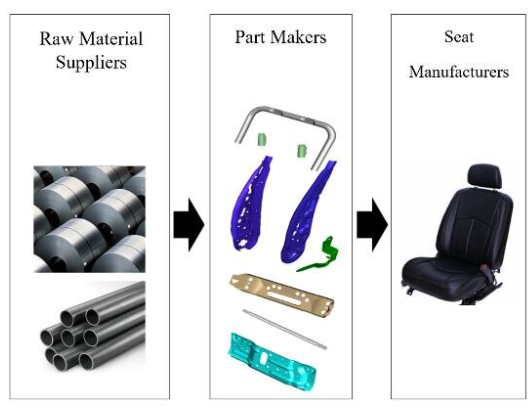 Raw Material
Suppliers
Part Makers
Seat
Manufacturers